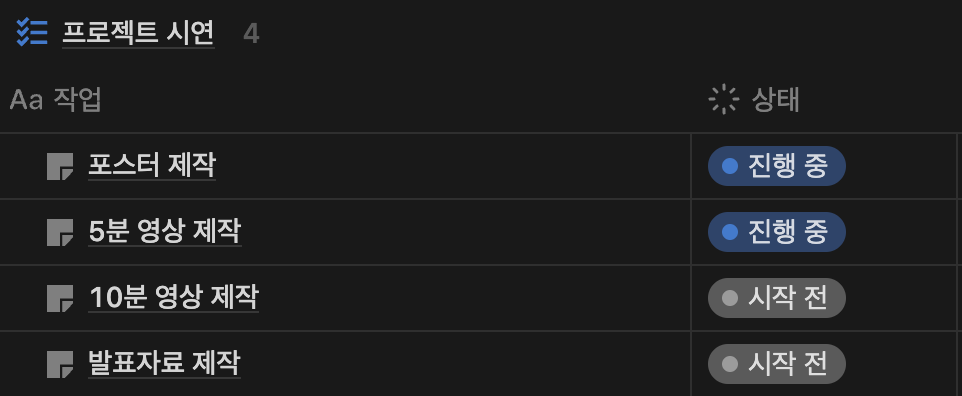 프로젝트 시연 4
Aa 작업 상태
포스터 제작 진행 중
5분 영상 제작 진행 중
10분 영상 제작 시작 전
발표자료 제작 시작 전